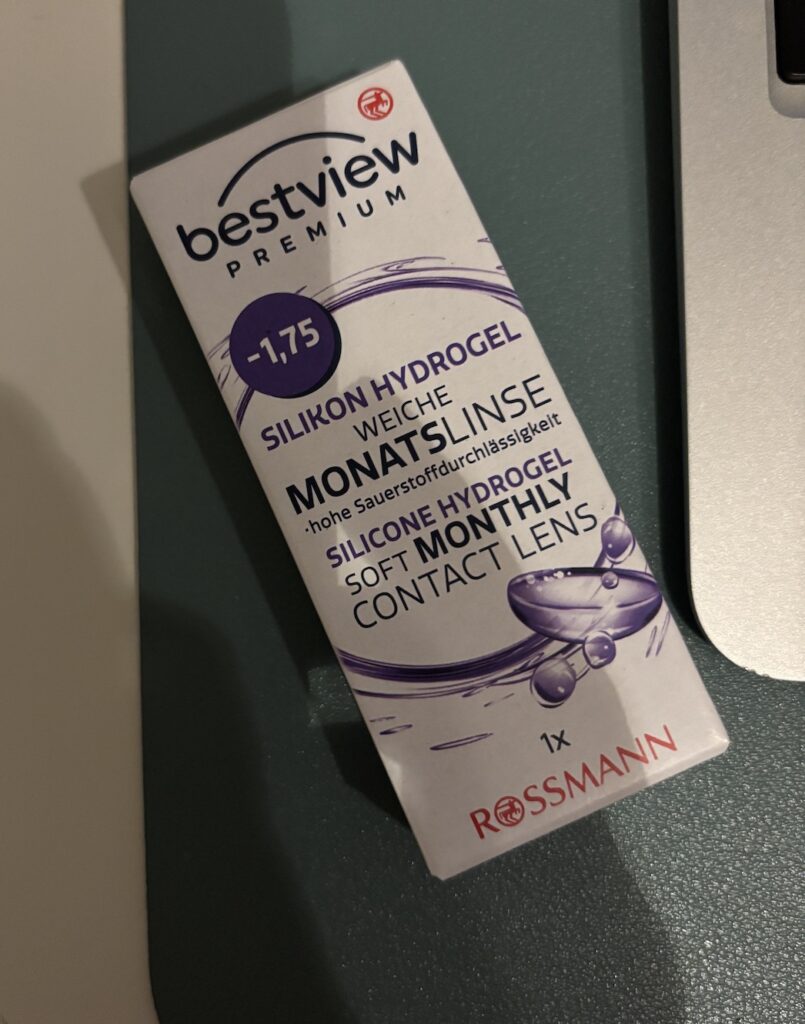 bestview
PREMIUM
-1,75
SILIKON HYDROGEL
WEICHE
MONATSLINSE
·hohe Sauerstoffdurchlässigkeit
SILICONE HYDROGEL
SOFT MONTHLY
CONTACT LENS
1x
ROSSMANN